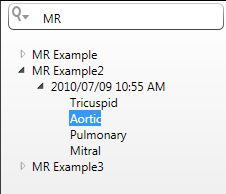 MR
MR Example
MR Example2
2010/07/09 10:55 AM
Tricuspid
Aortic
Pulmonary
Mitral
MR Example3